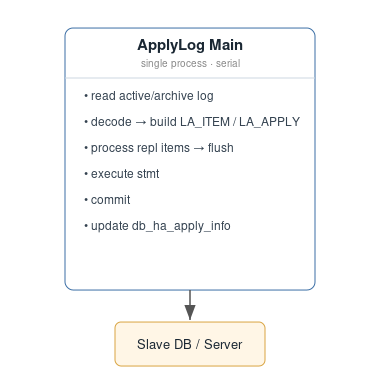 ApplyLog Main
single process · serial
• read active/archive log
• decode → build LA_ITEM / LA_APPLY
• process repl items → flush
• execute stmt
• commit
• update db_ha_apply_info
Slave DB / Server